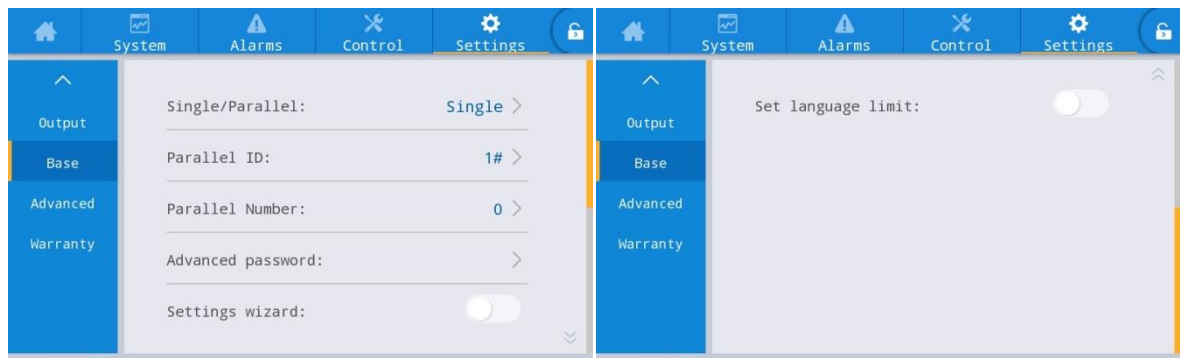 System Alarms Control Settings
Output
Base
Advanced
Warranty
Single/Parallel: Single
Parallel ID: 1#
Parallel Number: 0
Advanced password:
Settings wizard:
System Alarms Control Settings
Output
Base
Advanced
Warranty
Set language limit: